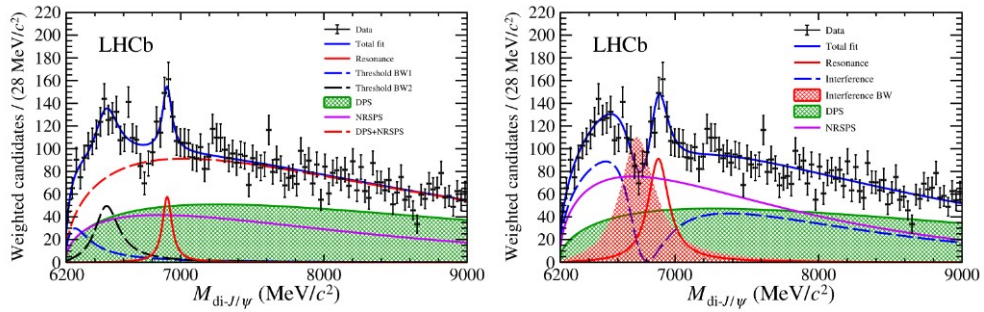 220
200
180
160
140
120
100
80
60
40
20
0
Weighted candidates / (28 MeV/c²)
LHCb
Data
Total fit
Resonance
Threshold BW1
Threshold BW2
DPS
NRSPS
DPS+NRSPS
6200 7000 8000 9000
M di-J/ψ (MeV/c²)
220
200
180
160
140
120
100
80
60
40
20
0
Weighted candidates / (28 MeV/c²)
LHCb
Data
Total fit
Resonance
Interference
Interference BW
DPS
NRSPS
6200 7000 8000 9000
M di-J/ψ (MeV/c²)